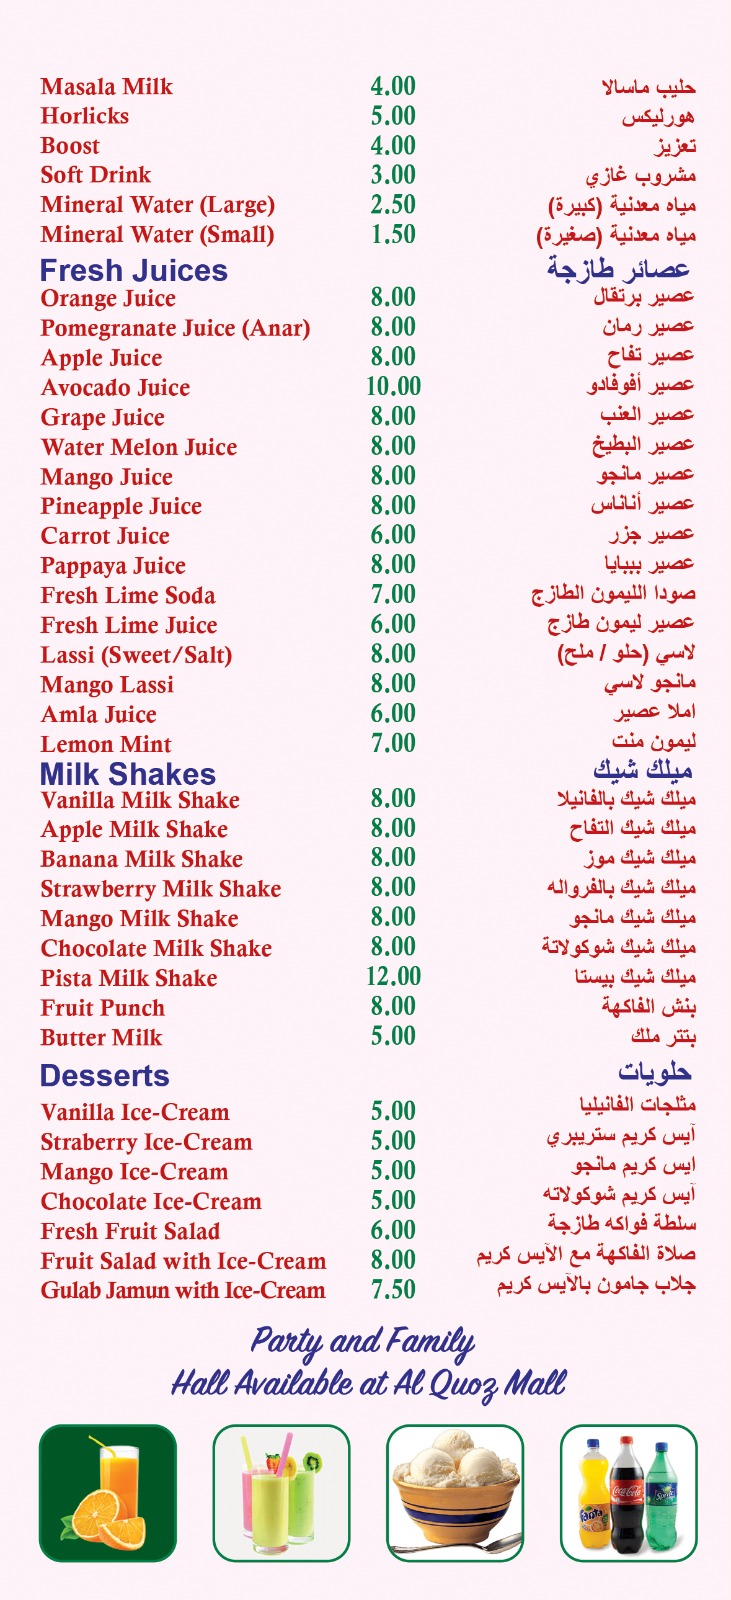 Masala Milk 4.00 حليب ماسالا
Horlicks 5.00 هورليكس
Boost 4.00 تعزيز
Soft Drink 3.00 مشروب غازي
Mineral Water (Large) 2.50 مياه معدنية (كبيرة)
Mineral Water (Small) 1.50 مياه معدنية (صغيرة)
Fresh Juices عصائر طازجة
Orange Juice 8.00 عصير برتقال
Pomegranate Juice (Anar) 8.00 عصير رمان
Apple Juice 8.00 عصير تفاح
Avocado Juice 10.00 عصير أفوفادو
Grape Juice 8.00 عصير العنب
Water Melon Juice 8.00 عصير البطيخ
Mango Juice 8.00 عصير مانجو
Pineapple Juice 8.00 عصير أناناس
Carrot Juice 6.00 عصير جزر
Pappaya Juice 8.00 عصير بيبايا
Fresh Lime Soda 7.00 صودا الليمون الطازج
Fresh Lime Juice 6.00 عصير ليمون طازج
Lassi (Sweet/Salt) 8.00 لاسي (حلو / ملح)
Mango Lassi 8.00 مانجو لاسي
Amla Juice 6.00 املا عصير
Lemon Mint 7.00 ليمون منت
Milk Shakes ميلك شيك
Vanilla Milk Shake 8.00 ميلك شيك بالفانيلا
Apple Milk Shake 8.00 ميلك شيك التفاح
Banana Milk Shake 8.00 ميلك شيك موز
Strawberry Milk Shake 8.00 ميلك شيك بالفرواله
Mango Milk Shake 8.00 ميلك شيك مانجو
Chocolate Milk Shake 8.00 ميلك شيك شوكولاتة
Pista Milk Shake 12.00 ميلك شيك بيستا
Fruit Punch 8.00 بنش الفاكهة
Butter Milk 5.00 بتتر ملك
Desserts حلويات
Vanilla Ice-Cream 5.00 مثلجات الفانيليا
Straberry Ice-Cream 5.00 آيس كريم ستريبري
Mango Ice-Cream 5.00 ايس كريم مانجو
Chocolate Ice-Cream 5.00 آيس كريم شوكولاته
Fresh Fruit Salad 6.00 سلطة فواكه طازجة
Fruit Salad with Ice-Cream 8.00 صلاة الفاكهة مع الآيس كريم
Gulab Jamun with Ice-Cream 7.50 جلاب جامون بالآيس كريم
Party and Family
Hall Available at Al Quoz Mall
Fanta Coca-Cola Sprite